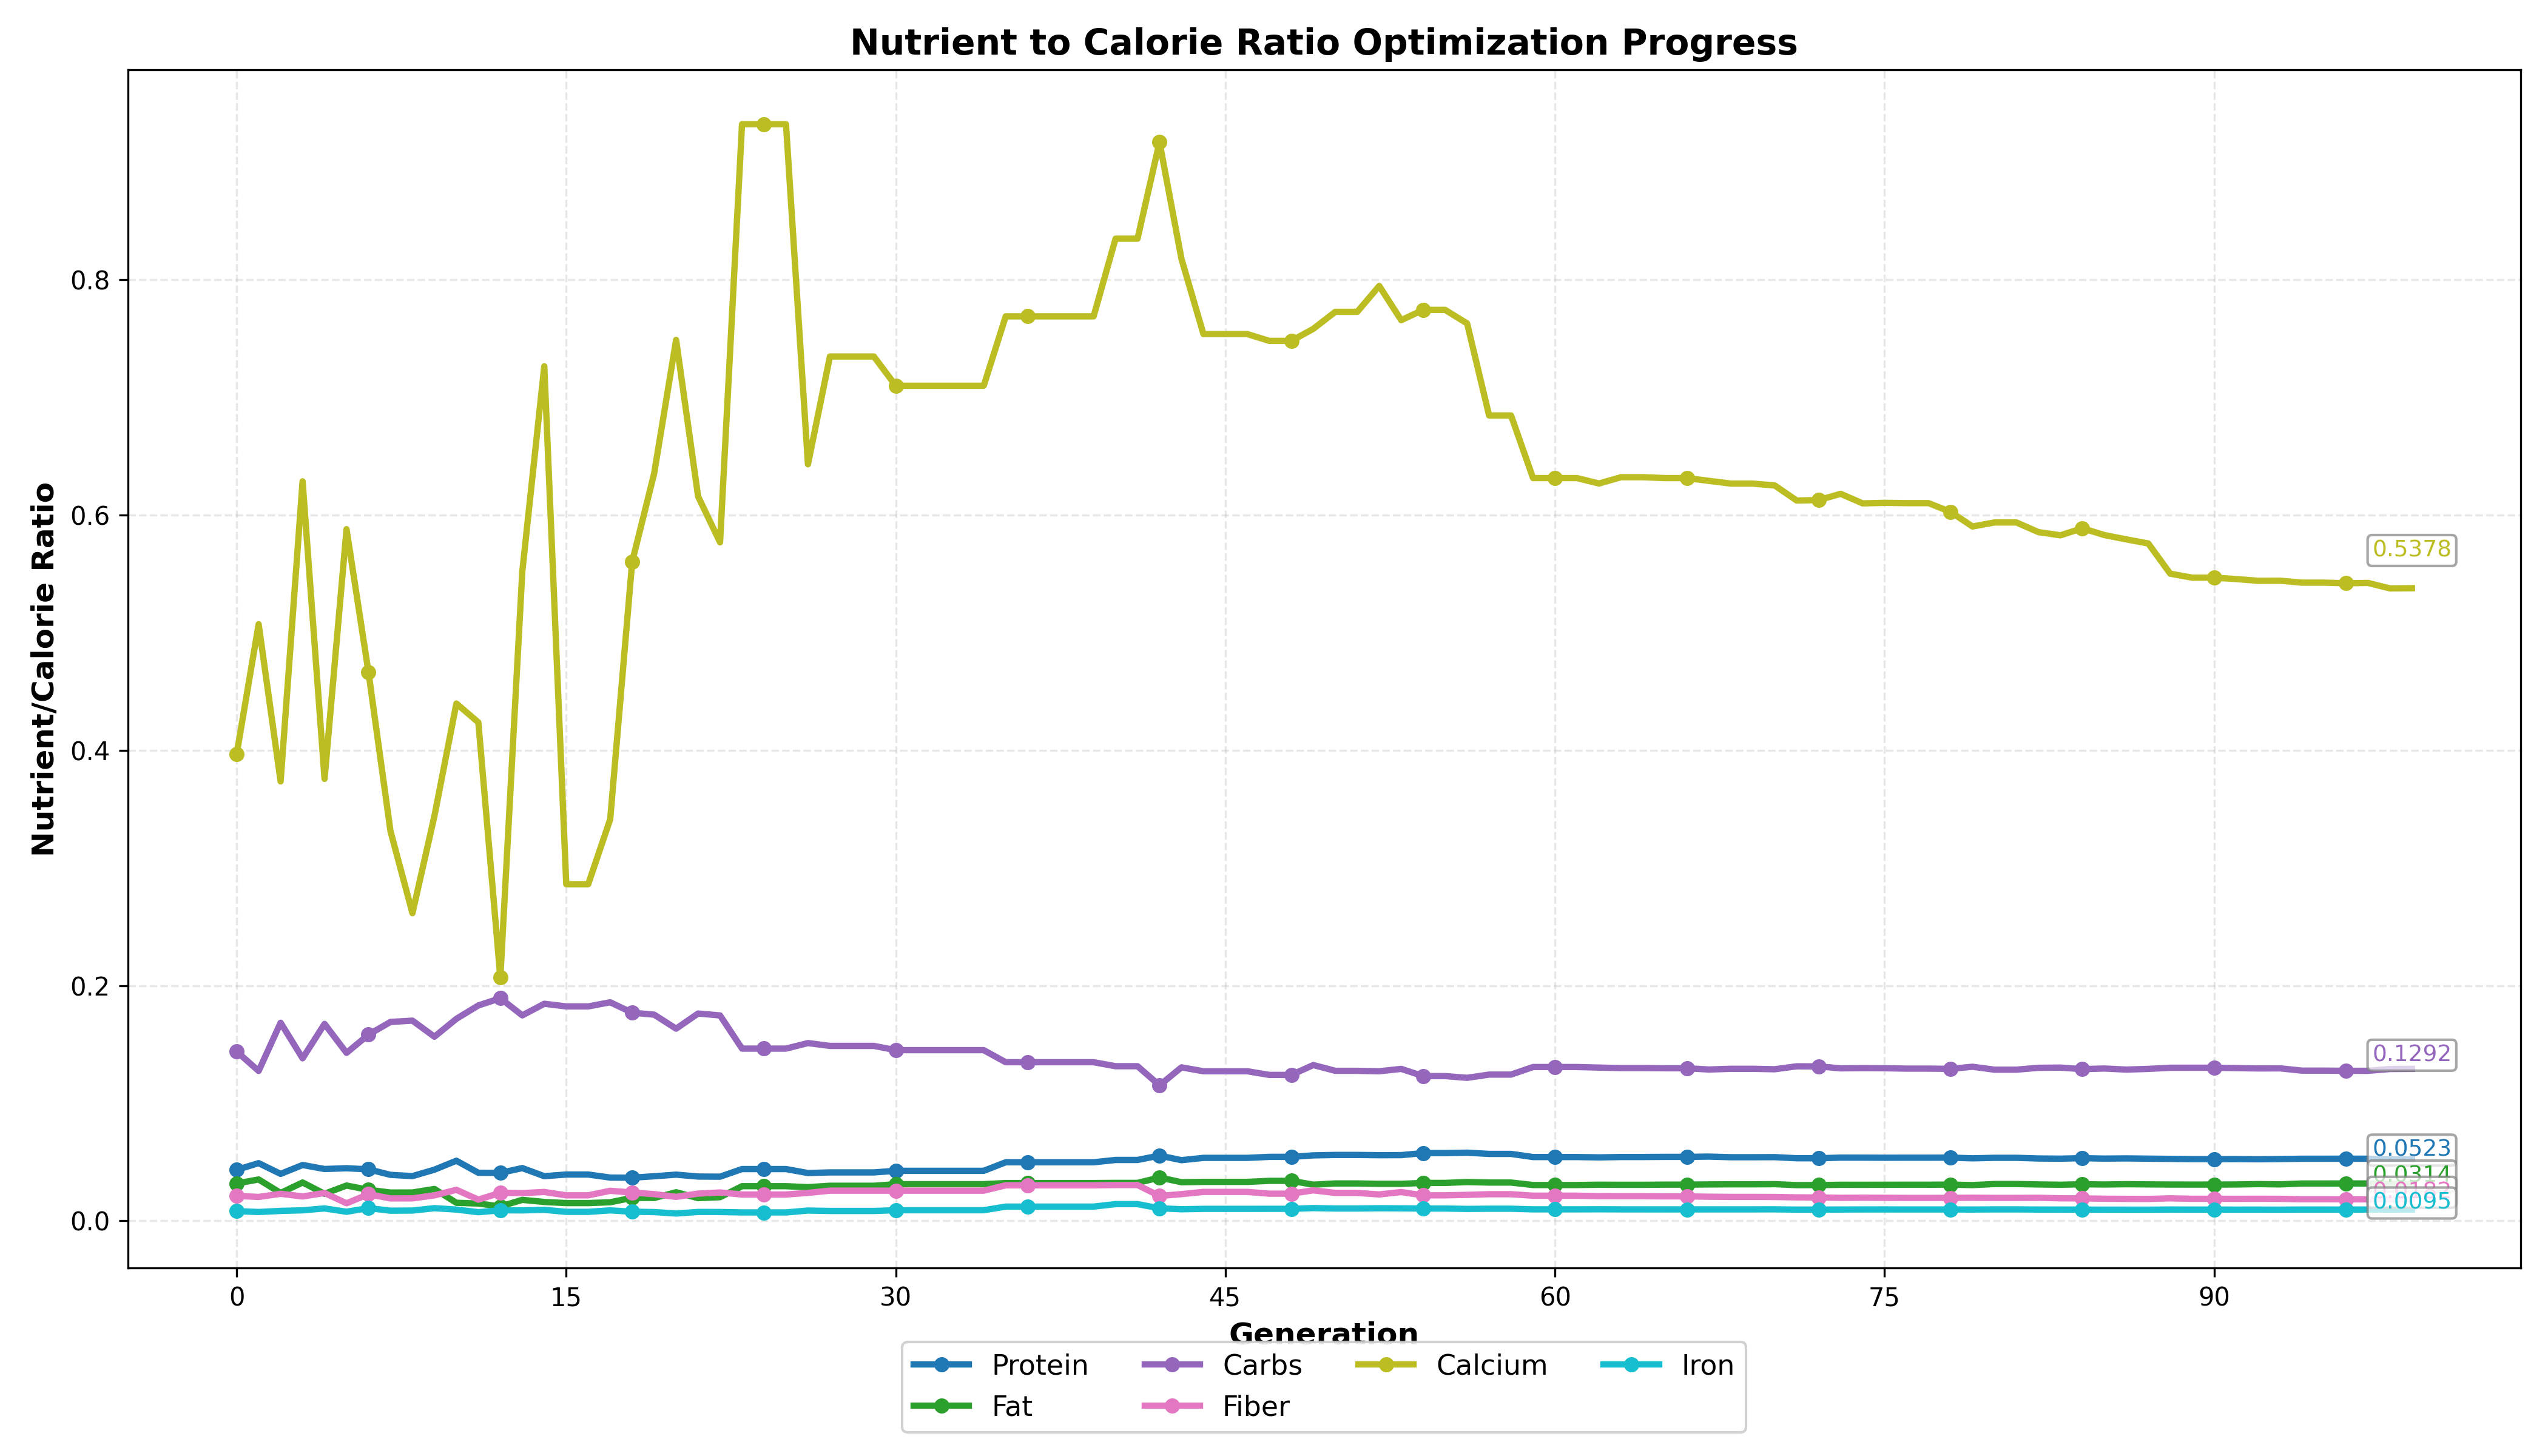 Nutrient to Calorie Ratio Optimization Progress
Nutrient/Calorie Ratio
0.8
0.6
0.4
0.2
0.0
0.5378
0.1292
0.0523
0.0314
0.0095
0 15 30 45 60 75 90
Generation
Protein Carbs Calcium Iron
Fat Fiber